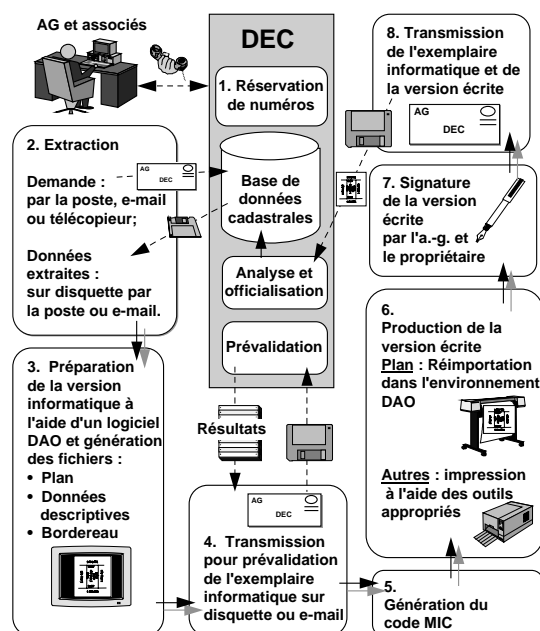 AG et associés
DEC
1. Réservation
de numéros
2. Extraction
Demande :
par la poste, e-mail
ou télécopieur;
Données
extraites :
sur disquette par
la poste ou e-mail.
AG
DEC
Base de
données
cadastrales
Analyse et
officialisation
Prévalidation
3. Préparation
de la version
informatique à
l'aide d'un logiciel
DAO et génération
des fichiers :
• Plan
• Données
descriptives
• Bordereau
Résultats
AG
DEC
4. Transmission
pour prévalidation
de l'exemplaire
informatique sur
disquette ou e-mail
5.
Génération du
code MIC
6.
Production de la
version écrite
Plan : Réimportation
dans l'environnement
DAO
Autres : impression
à l'aide des outils
appropriés
7. Signature
de la version
écrite
par l'a.-g. et
le propriétaire
8. Transmission
de l'exemplaire
informatique et de
la version écrite
AG
DEC